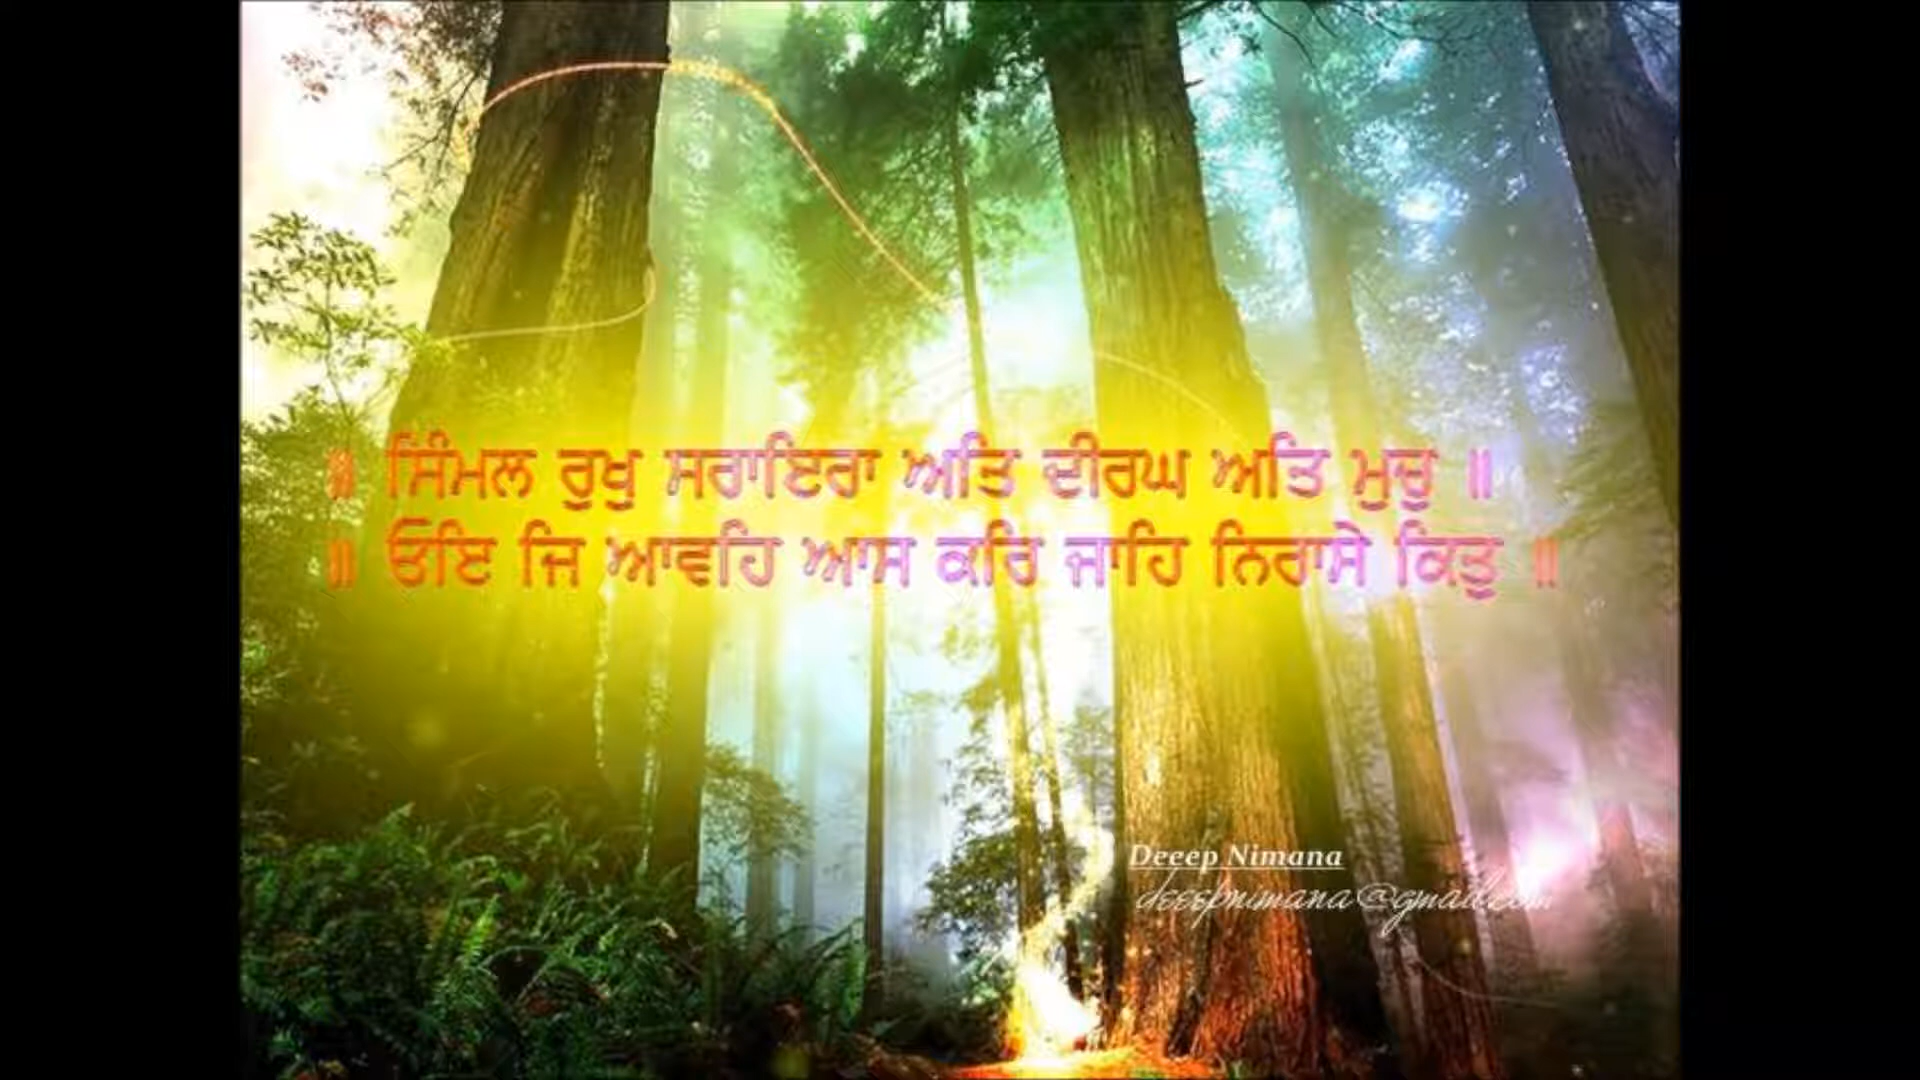 ॥ ਸਿੰਮਲ ਰੁਖੁ ਸਰਾਇਰਾ ਅਤਿ ਦੀਰਘ ਅਤਿ ਮੁਚੁ ॥
॥ ਓਇ ਜਿ ਆਵਹਿ ਆਸ ਕਰਿ ਜਾਹਿ ਨਿਰਾਸੇ ਕਿਤੁ ॥
Deeep Nimana
deeepnimana@gmail.com